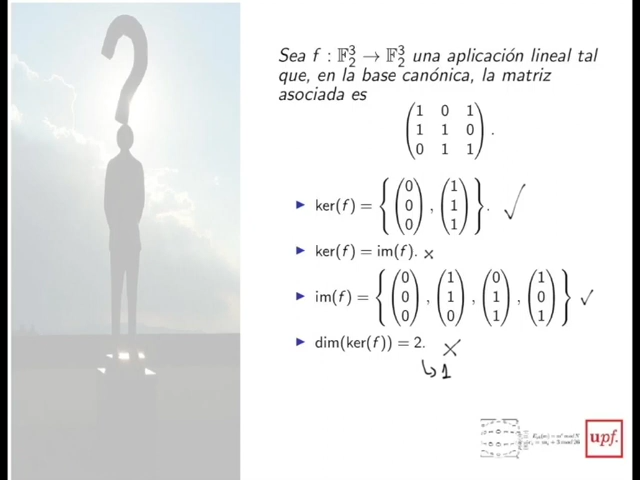 Sea f : 𝔽₂³ → 𝔽₂³ una aplicación lineal tal
que, en la base canónica, la matriz
asociada es
1 0 1
1 1 0
0 1 1 .
▶ ker(f) = { (0 0 0), (1 1 1) }. ✓
▶ ker(f) = im(f). ×
▶ im(f) = { (0 0 0), (1 1 0), (0 1 1), (1 0 1) } ✓
▶ dim(ker(f)) = 2. ×
↳ 1
upf.